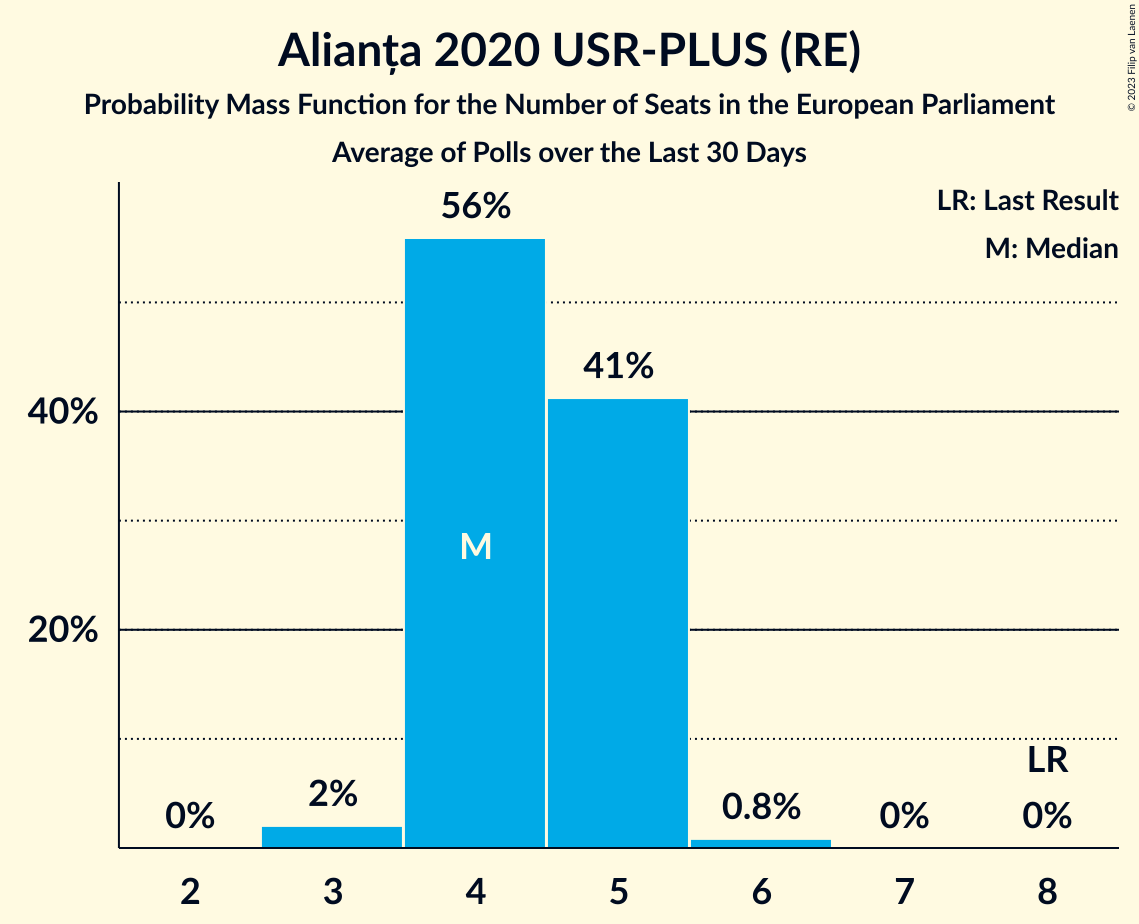 Alianța 2020 USR-PLUS (RE)
Probability Mass Function for the Number of Seats in the European Parliament
Average of Polls over the Last 30 Days
© 2023 Filip van Laenen
LR: Last Result
M: Median
56%
41%
40%
M
20%
LR
0%
2%
0.8%
0%
0%
2 3 4 5 6 7 8